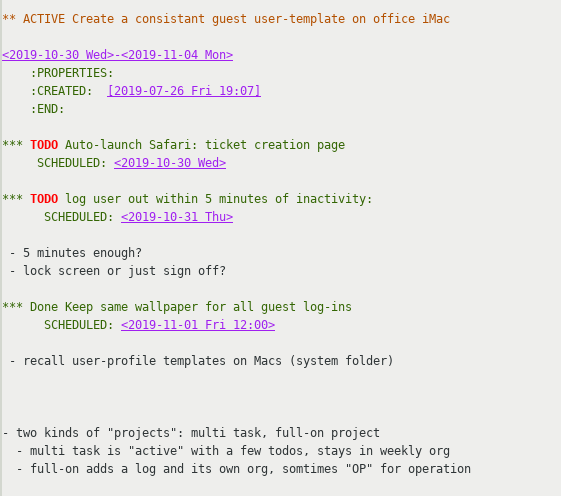 ** ACTIVE Create a consistant guest user-template on office iMac
<2019-10-30 Wed>-<2019-11-04 Mon>
:PROPERTIES:
:CREATED: [2019-07-26 Fri 19:07]
:END:
*** TODO Auto-launch Safari: ticket creation page
SCHEDULED: <2019-10-30 Wed>
*** TODO log user out within 5 minutes of inactivity:
SCHEDULED: <2019-10-31 Thu>
- 5 minutes enough?
- lock screen or just sign off?
*** Done Keep same wallpaper for all guest log-ins
SCHEDULED: <2019-11-01 Fri 12:00>
- recall user-profile templates on Macs (system folder)
- two kinds of "projects": multi task, full-on project
- multi task is "active" with a few todos, stays in weekly org
- full-on adds a log and its own org, somtimes "OP" for operation